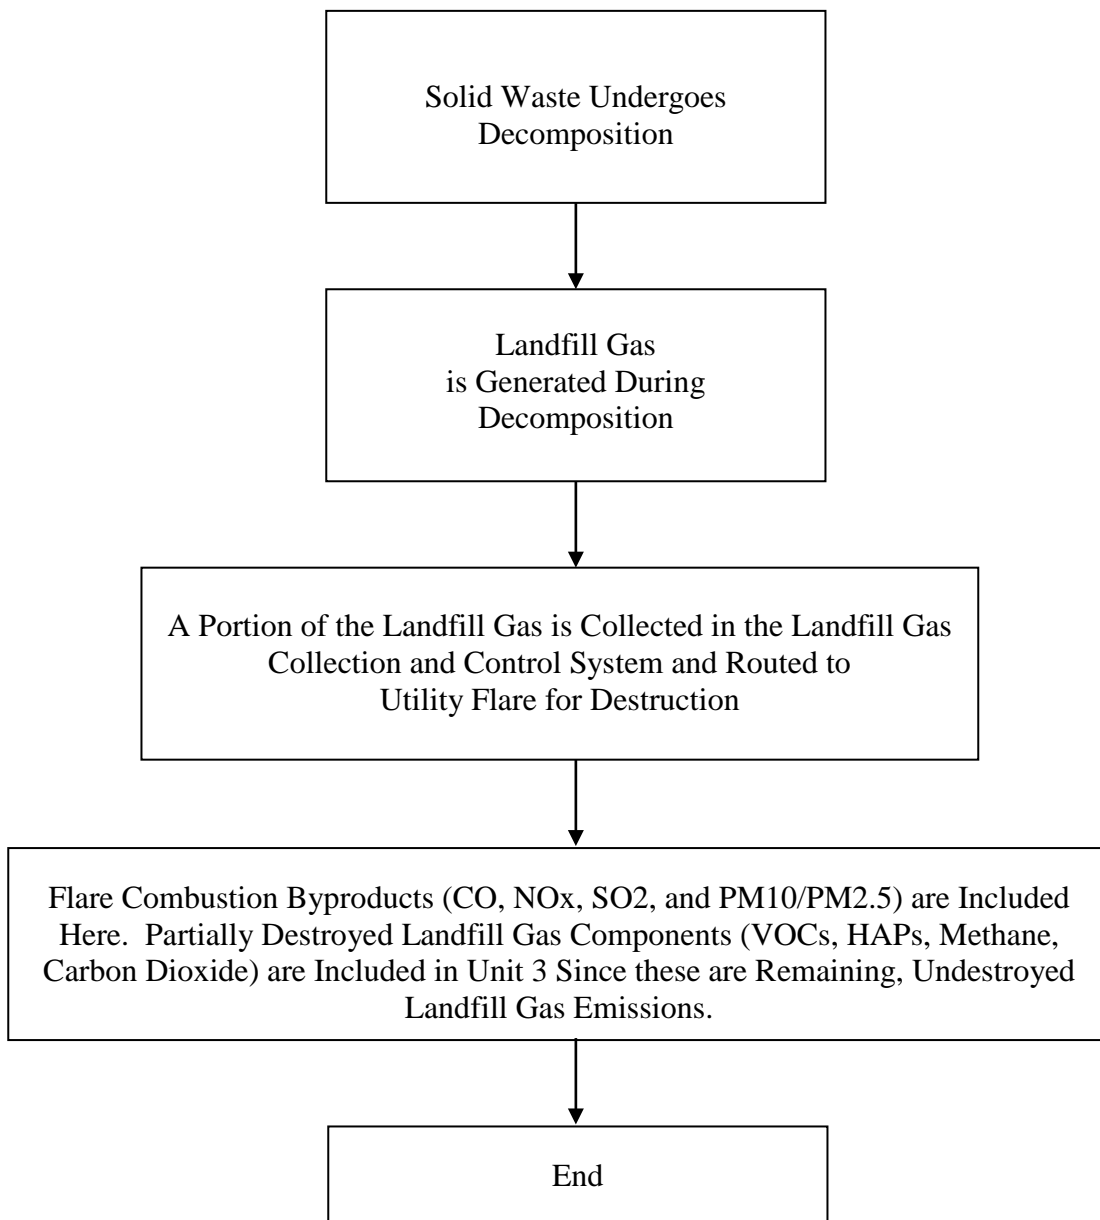 Solid Waste Undergoes
Decomposition
Landfill Gas
is Generated During
Decomposition
A Portion of the Landfill Gas is Collected in the Landfill Gas
Collection and Control System and Routed to
Utility Flare for Destruction
Flare Combustion Byproducts (CO, NOx, SO2, and PM10/PM2.5) are Included
Here.  Partially Destroyed Landfill Gas Components (VOCs, HAPs, Methane,
Carbon Dioxide) are Included in Unit 3 Since these are Remaining, Undestroyed
Landfill Gas Emissions.
End